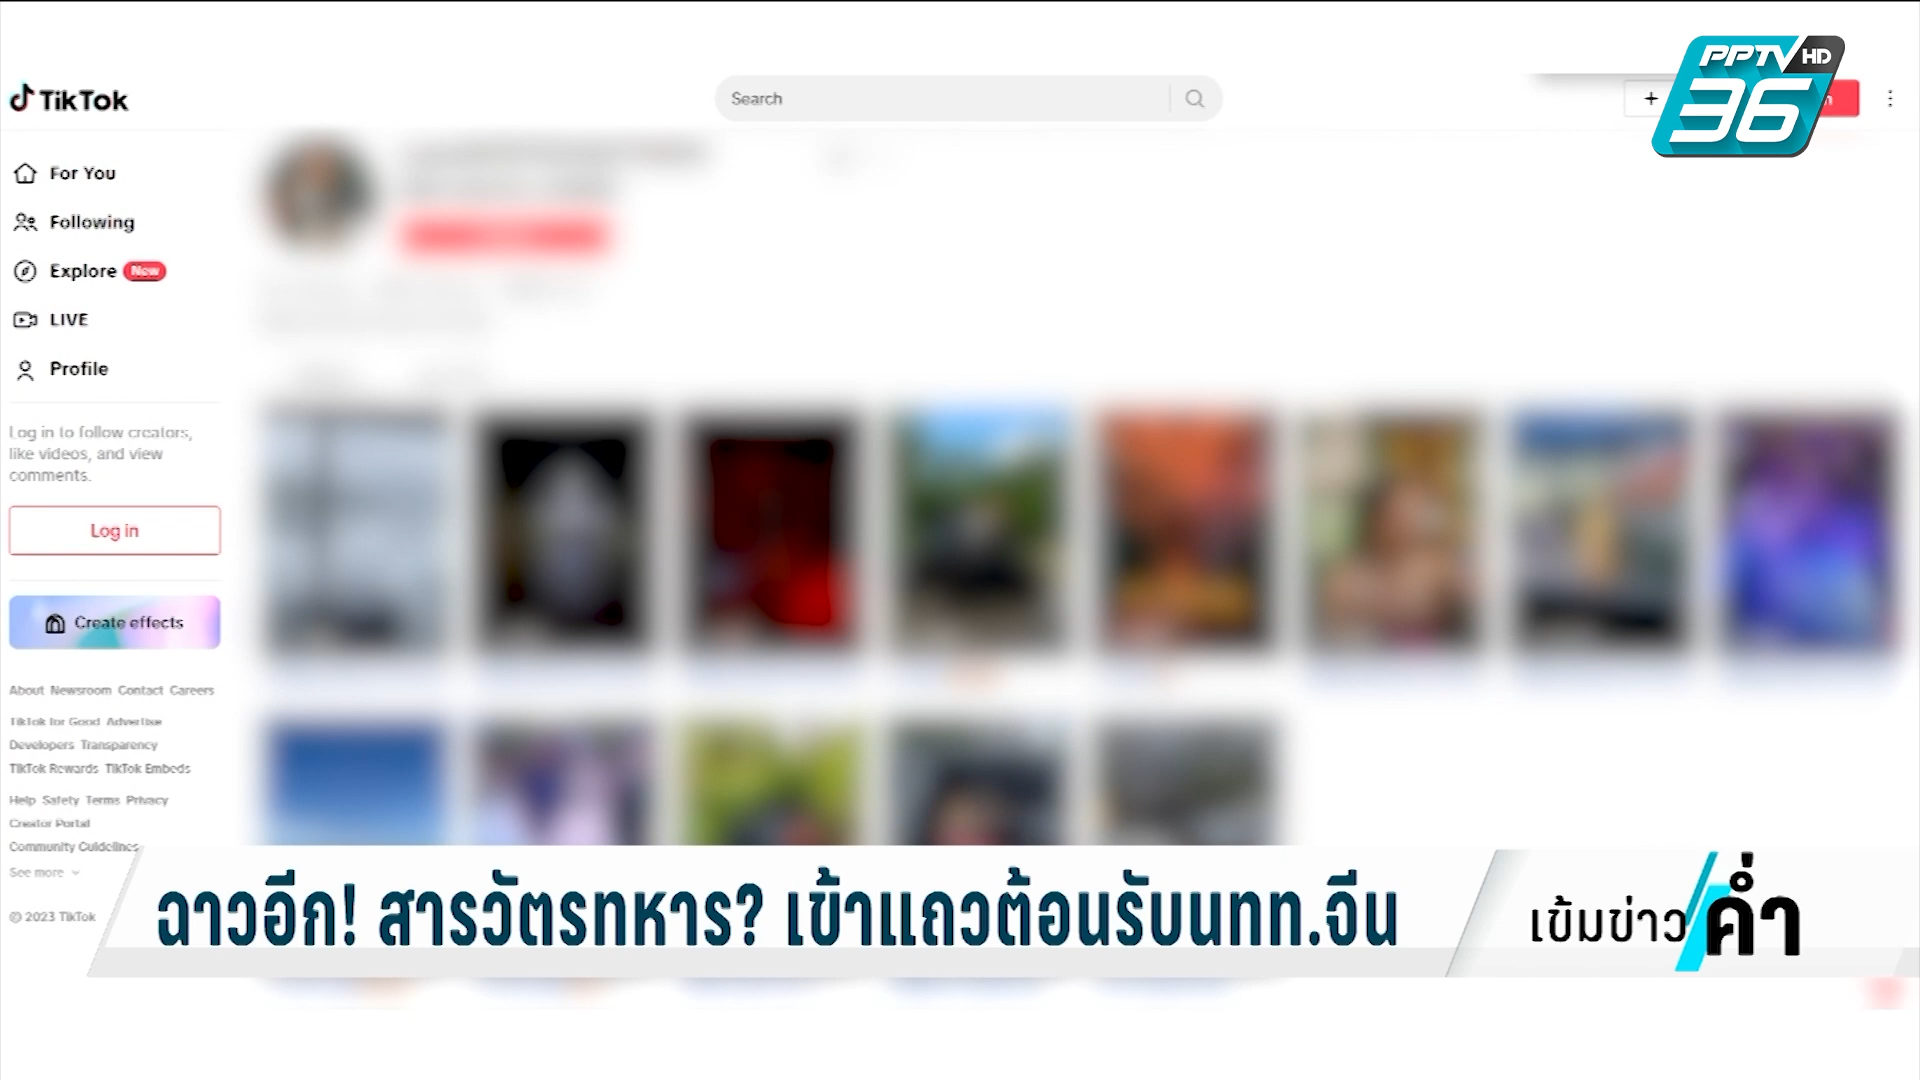 PPTV HD
36
TikTok
Search
For You
Following
Explore New
LIVE
Profile
Log in to follow creators,
like videos, and view
comments.
Log in
Create effects
About Newsroom Contact Careers
TikTok for Good Advertise
Developers Transparency
TikTok Rewards TikTok Embeds
Help Safety Terms Privacy
Creator Portal
Community Guidelines
See more
© 2023 TikTok
ฉาวอีก! สารวัตรทหาร? เข้าแถวต้อนรับนทท.จีน
เข้มข่าวค่ำ